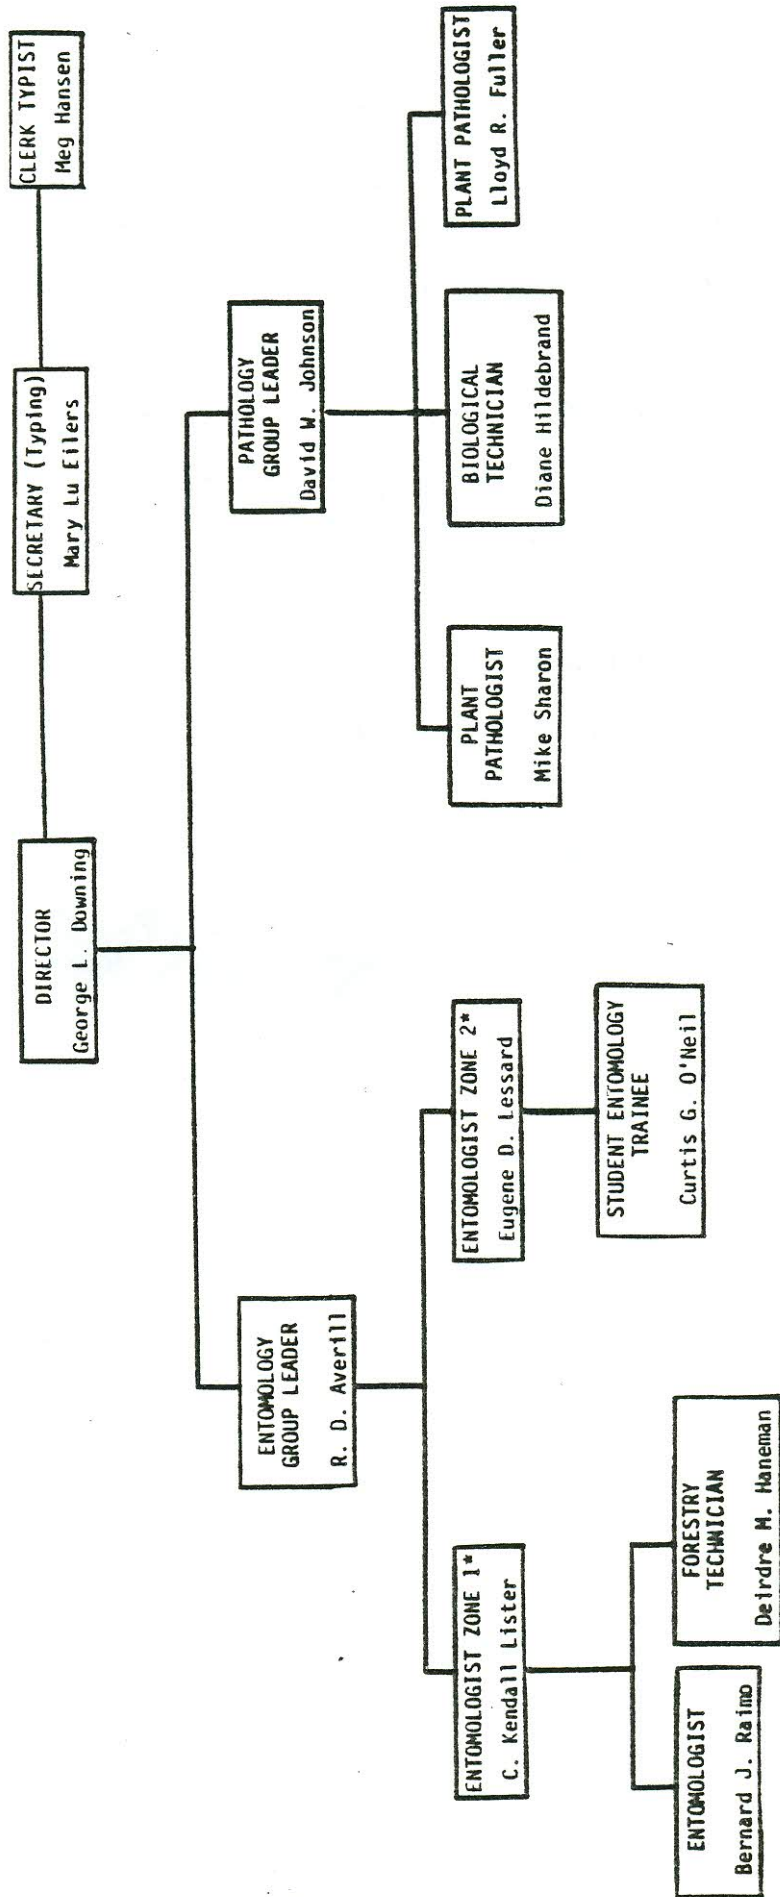 DIRECTOR
George L. Downing
SECRETARY (Typing)
Mary Lu Eilers
CLERK TYPIST
Meg Hansen
ENTOMOLOGY
GROUP LEADER
R. D. Averill
PATHOLOGY
GROUP LEADER
David W. Johnson
ENTOMOLOGIST ZONE 1*
C. Kendall Lister
ENTOMOLOGIST ZONE 2*
Eugene D. Lessard
PLANT
PATHOLOGIST
Mike Sharon
BIOLOGICAL
TECHNICIAN
Diane Hildebrand
PLANT PATHOLOGIST
Lloyd R. Fuller
ENTOMOLOGIST
Bernard J. Raimo
FORESTRY
TECHNICIAN
Deirdre M. Haneman
STUDENT ENTOMOLOGY
TRAINEE
Curtis G. O'Neil